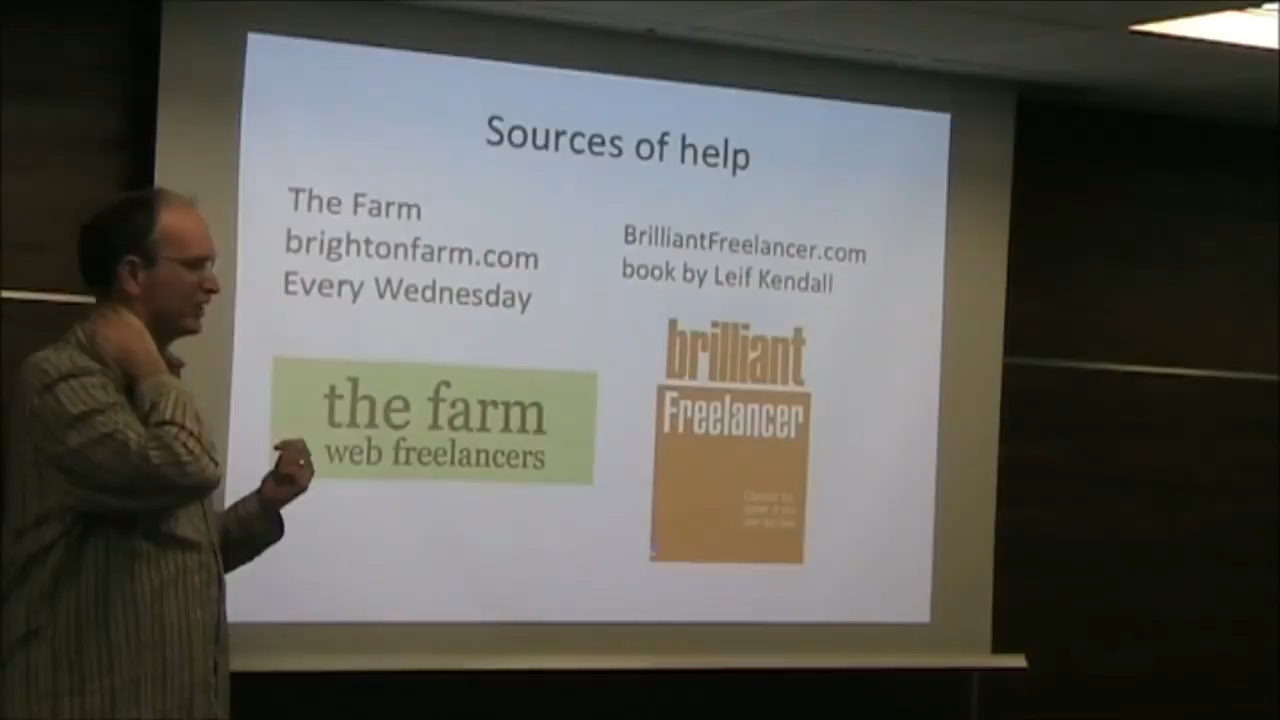 Sources of help
The Farm
brightonfarm.com
Every Wednesday
the farm
web freelancers
BrilliantFreelancer.com
book by Leif Kendall
brilliant
Freelancer